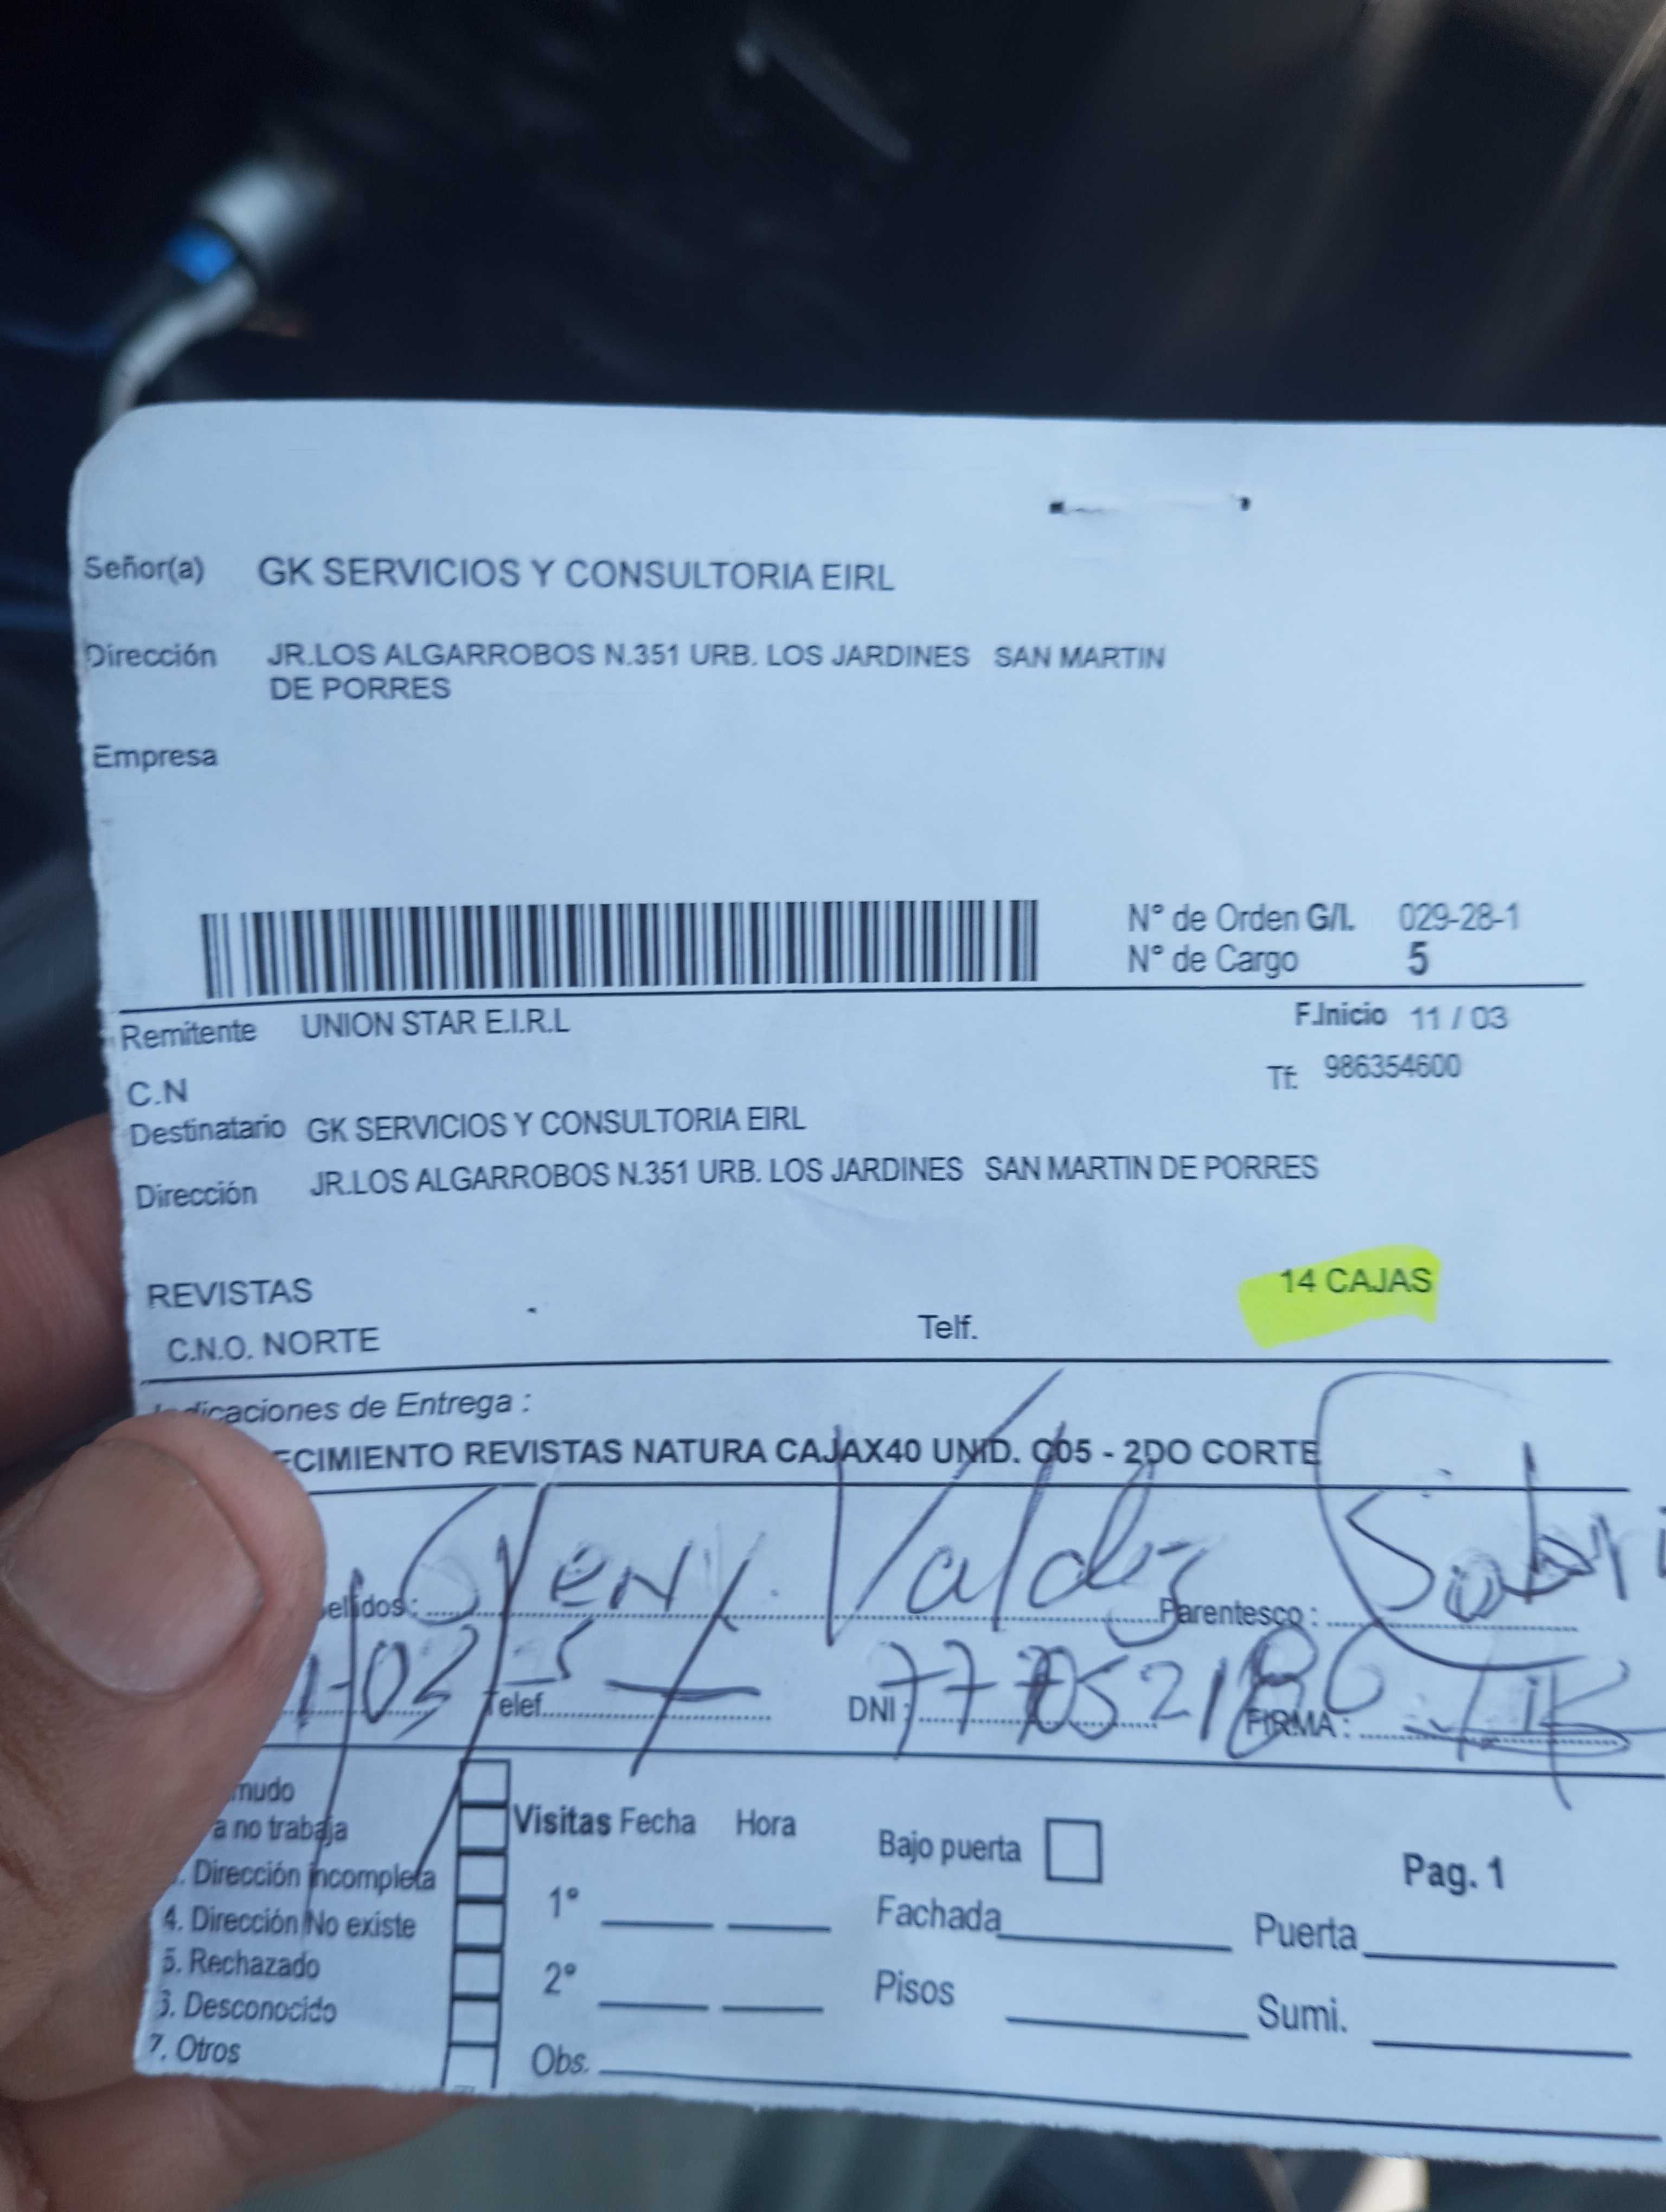 Señor(a) GK SERVICIOS Y CONSULTORIA EIRL
Dirección JR.LOS ALGARROBOS N.351 URB. LOS JARDINES SAN MARTIN
DE PORRES
Empresa
N° de Orden G/I. 029-28-1
N° de Cargo 5
Remitente UNION STAR E.I.R.L F.Inicio 11 / 03
C.N Tf: 986354600
Destinatario GK SERVICIOS Y CONSULTORIA EIRL
Dirección JR.LOS ALGARROBOS N.351 URB. LOS JARDINES SAN MARTIN DE PORRES
REVISTAS 14 CAJAS
C.N.O. NORTE Telf.
dicaciones de Entrega :
ECIMIENTO REVISTAS NATURA CAJAX40 UNID. C05 - 2DO CORTE
ellidos: Valdez Parentesco :
Telef. DNI: FIRMA :
mudo
a no trabaja
. Dirección incompleta
4. Dirección No existe
5. Rechazado
6. Desconocido
7. Otros
Visitas Fecha Hora
1°
2°
Obs.
Bajo puerta Pag. 1
Fachada Puerta
Pisos Sumi.